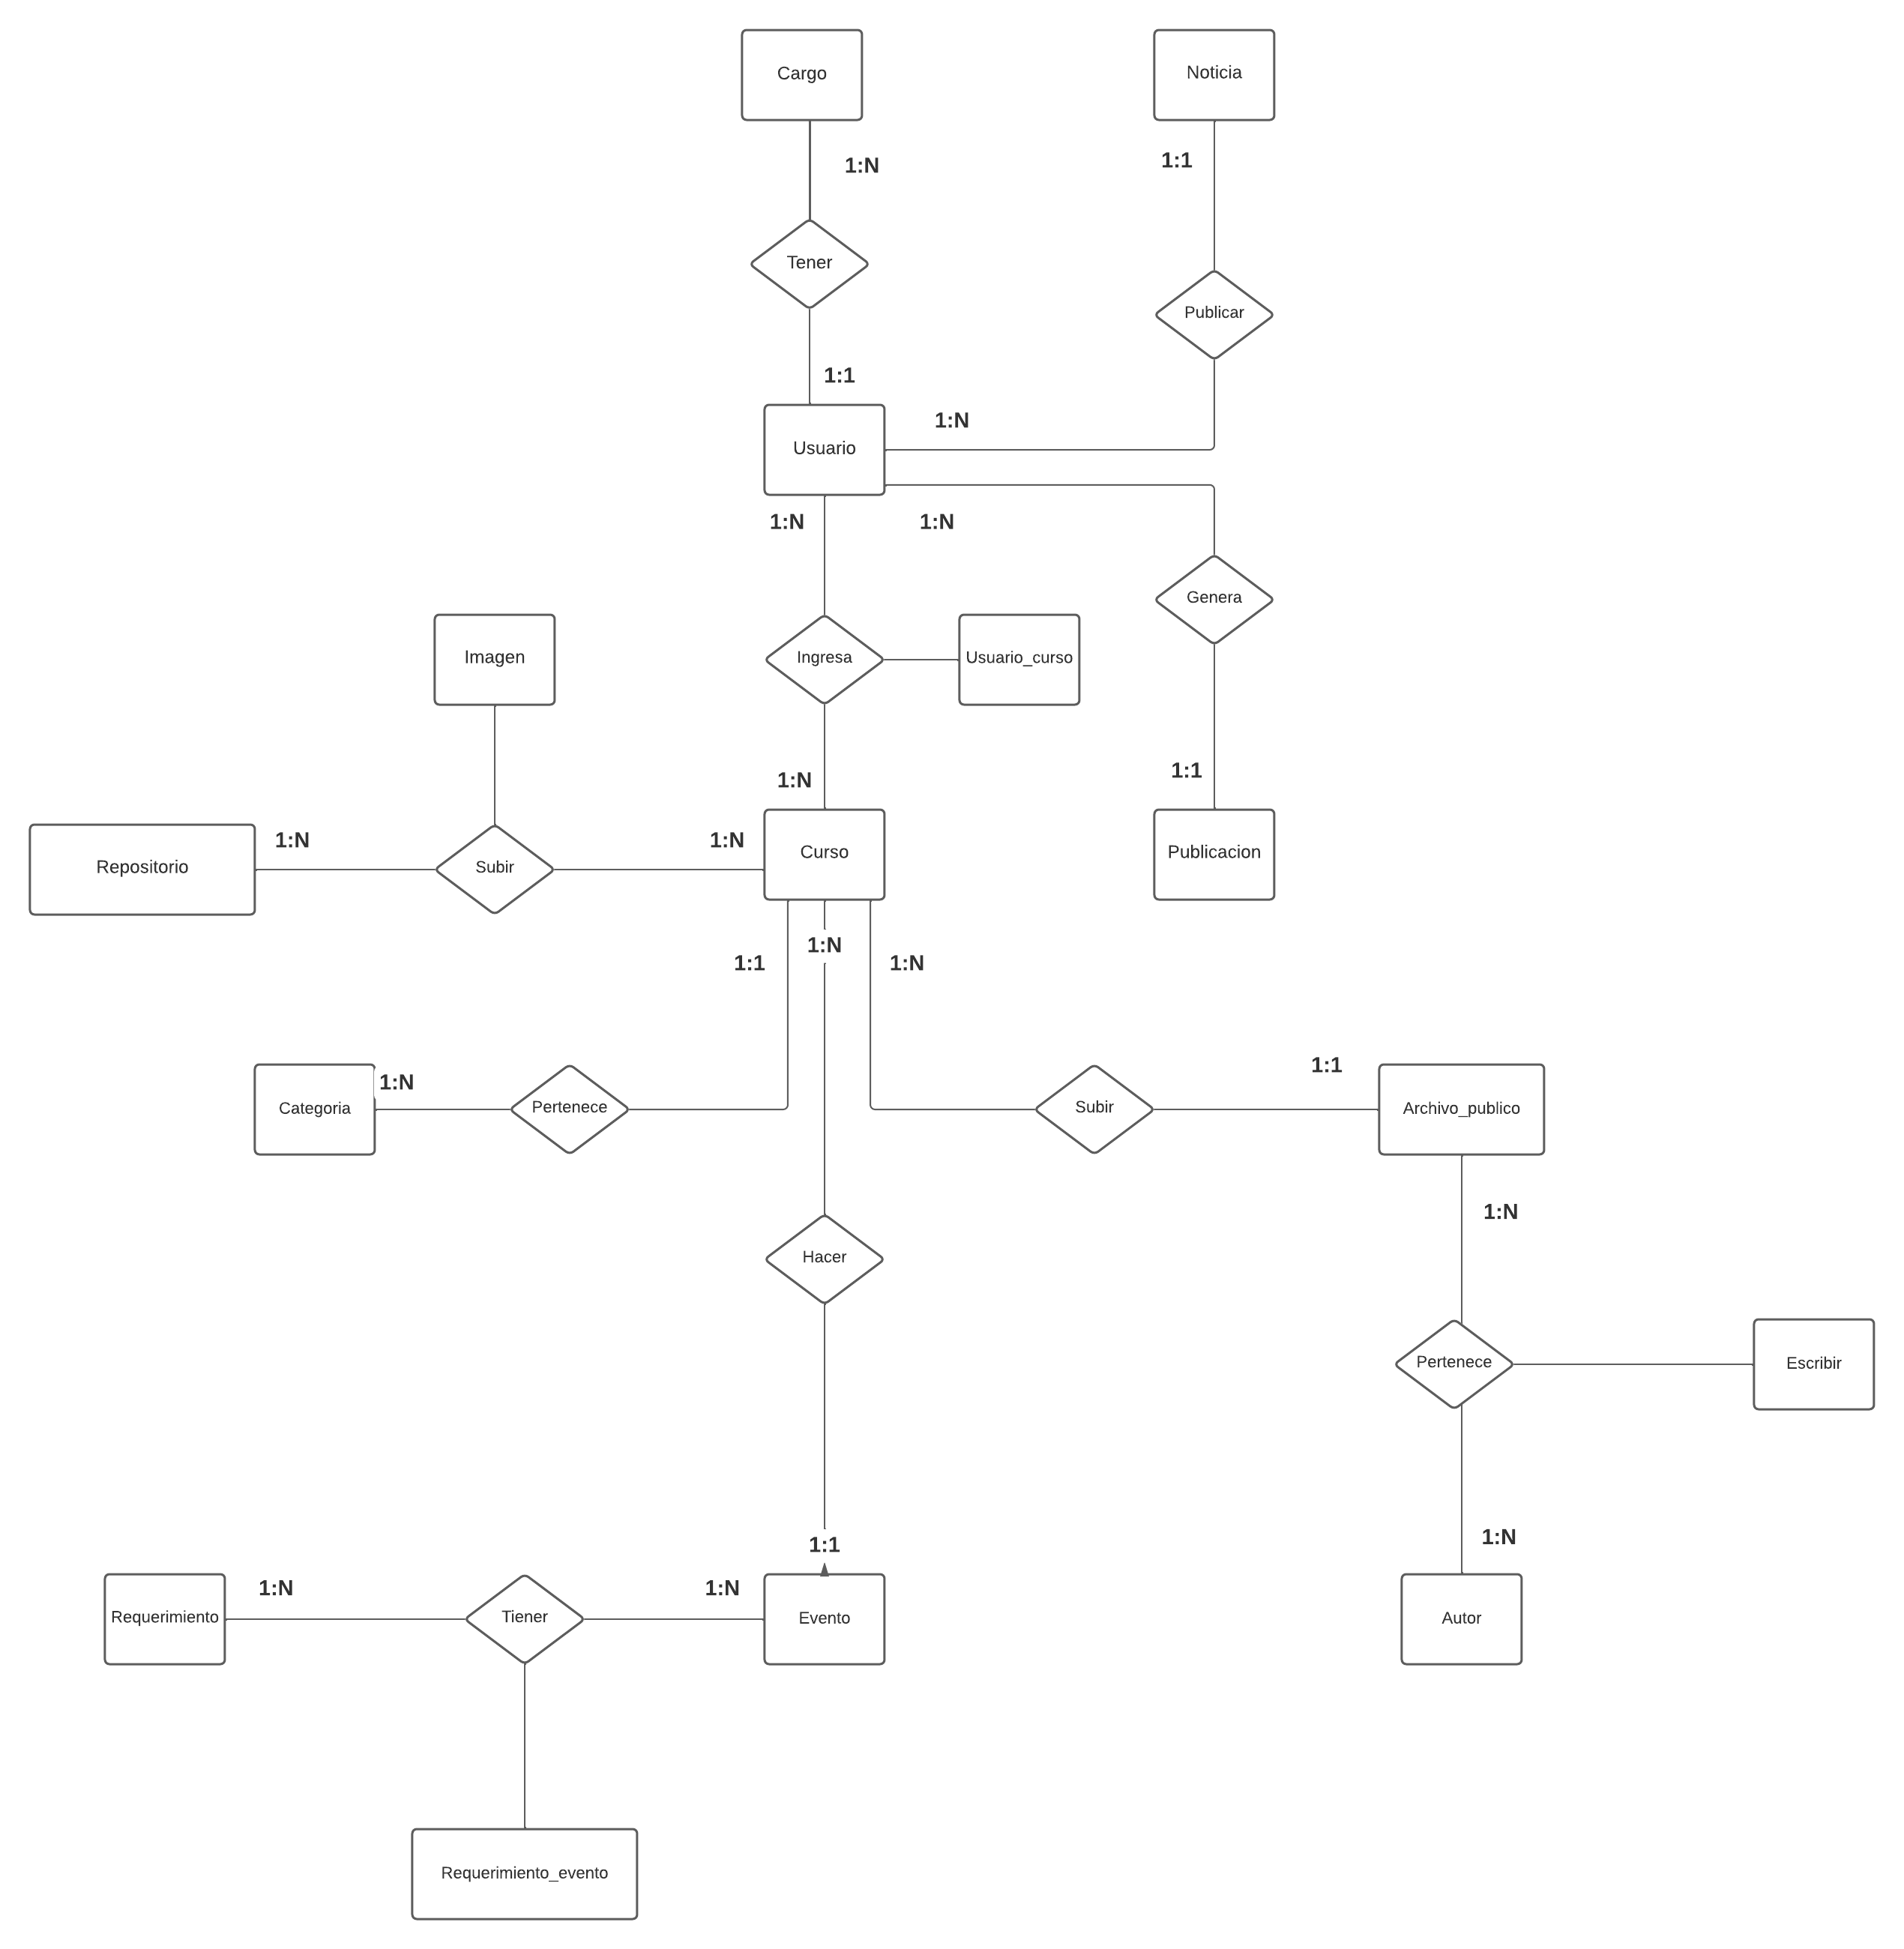 Cargo
Noticia
1:N
1:1
Tener
Publicar
1:1
1:N
Usuario
1:N
1:N
Genera
Imagen
Ingresa
Usuario_curso
1:1
1:N
1:N
1:N
Repositorio
Subir
Curso
Publicacion
1:N
1:1
1:N
1:1
1:N
Categoria
Pertenece
Subir
Archivo_publico
1:N
Hacer
Pertenece
Escribir
1:N
1:1
1:N
1:N
Requerimiento
Tiener
Evento
Autor
Requerimiento_evento